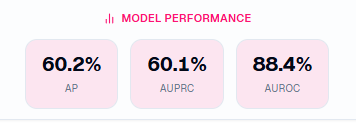 MODEL PERFORMANCE
60.2% 60.1% 88.4%
AP AUPRC AUROC